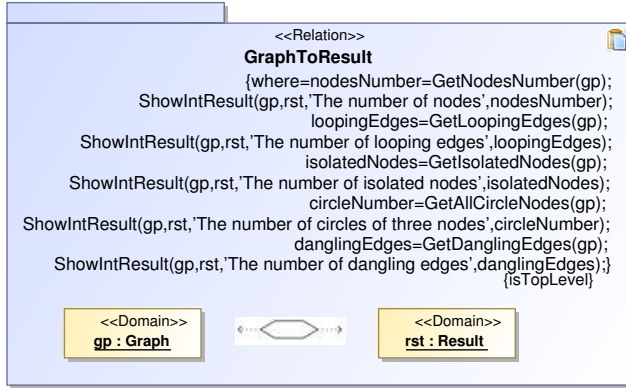 <<Relation>>
GraphToResult
{where=nodesNumber=GetNodesNumber(gp);
ShowIntResult(gp,rst,'The number of nodes',nodesNumber);
loopingEdges=GetLoopingEdges(gp);
ShowIntResult(gp,rst,'The number of looping edges',loopingEdges);
isolatedNodes=GetIsolatedNodes(gp);
ShowIntResult(gp,rst,'The number of isolated nodes',isolatedNodes);
circleNumber=GetAllCircleNodes(gp);
ShowIntResult(gp,rst,'The number of circles of three nodes',circleNumber);
danglingEdges=GetDanglingEdges(gp);
ShowIntResult(gp,rst,'The number of dangling edges',danglingEdges);}
{isTopLevel}
<<Domain>>
gp : Graph
<<Domain>>
rst : Result